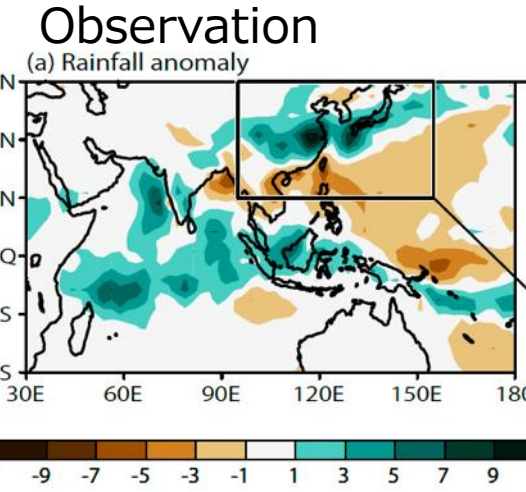 Observation
(a) Rainfall anomaly
N
N
N
Q
S
S
30E 60E 90E 120E 150E 180
-9 -7 -5 -3 -1 1 3 5 7 9